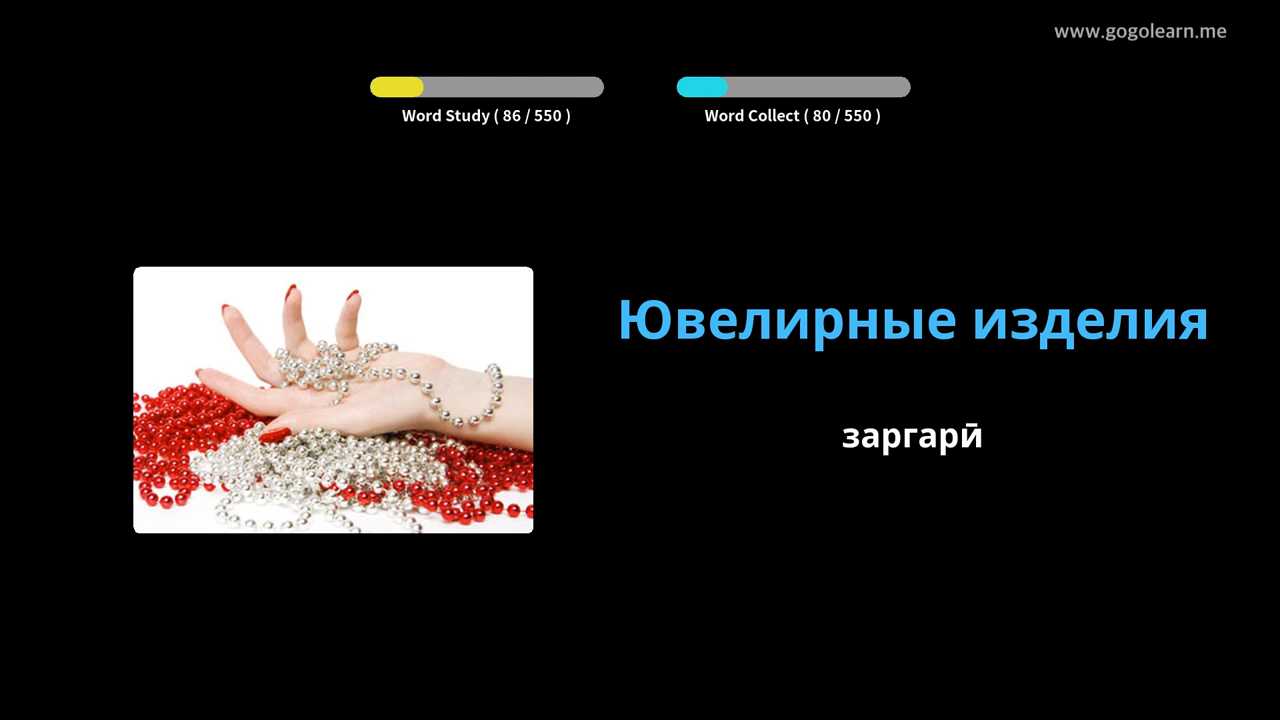 www.gogolearn.me
Word Study ( 86 / 550 )
Word Collect ( 80 / 550 )
Ювелирные изделия
заргарӣ